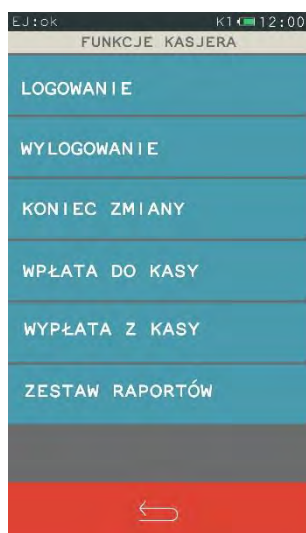 EJ:ok K1 12:00
FUNKCJE KASJERA
LOGOWANIE
WYLOGOWANIE
KONIEC ZMIANY
WPŁATA DO KASY
WYPŁATA Z KASY
ZESTAW RAPORTÓW